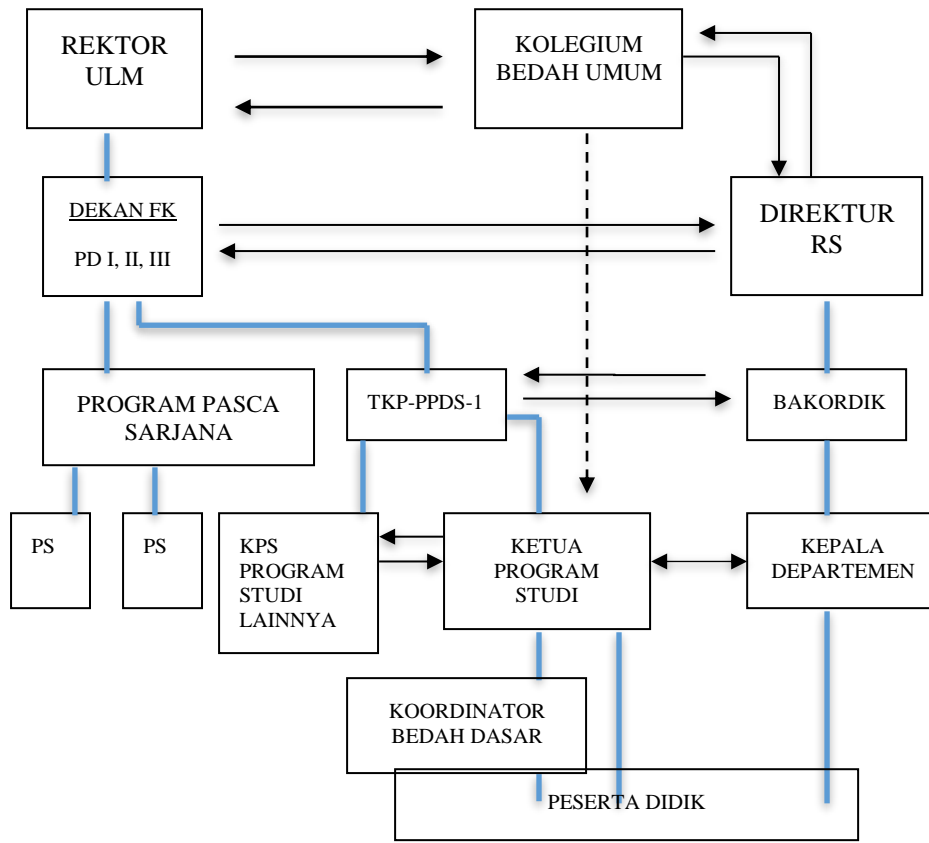 REKTOR
ULM
KOLEGIUM
BEDAH UMUM
DEKAN FK
PD I, II, III
DIREKTUR
RS
PROGRAM PASCA
SARJANA
TKP-PPDS-1
BAKORDIK
PS
PS
KPS
PROGRAM
STUDI
LAINNYA
KETUA
PROGRAM
STUDI
KEPALA
DEPARTEMEN
KOORDINATOR
BEDAH DASAR
PESERTA DIDIK